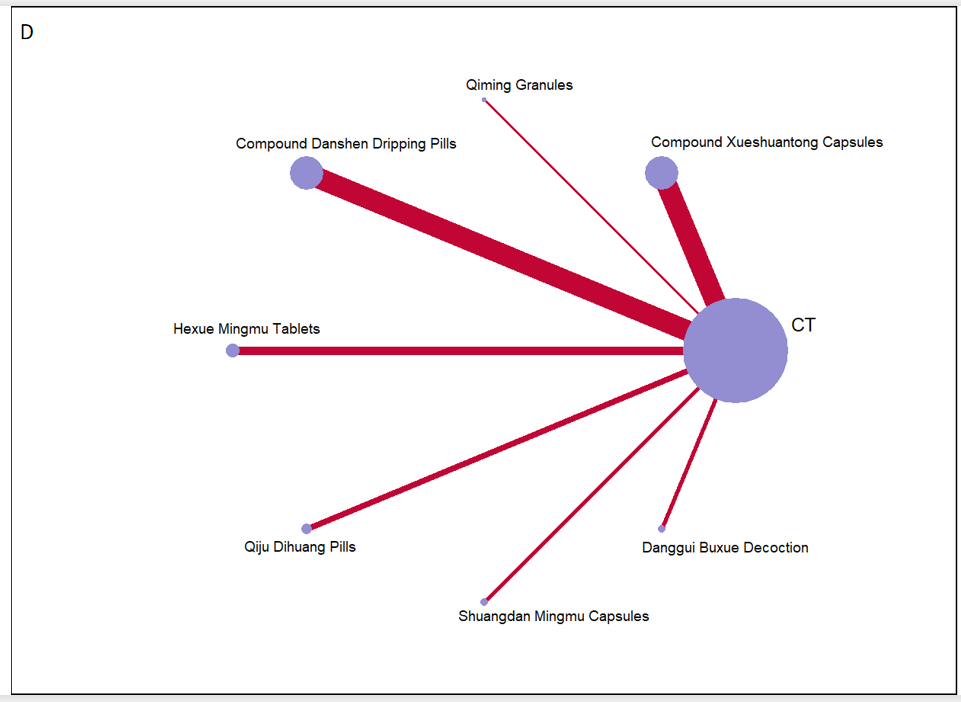 D
Qiming Granules
Compound Danshen Dripping Pills
Compound Xueshuantong Capsules
CT
Hexue Mingmu Tablets
Qiju Dihuang Pills
Danggui Buxue Decoction
Shuangdan Mingmu Capsules